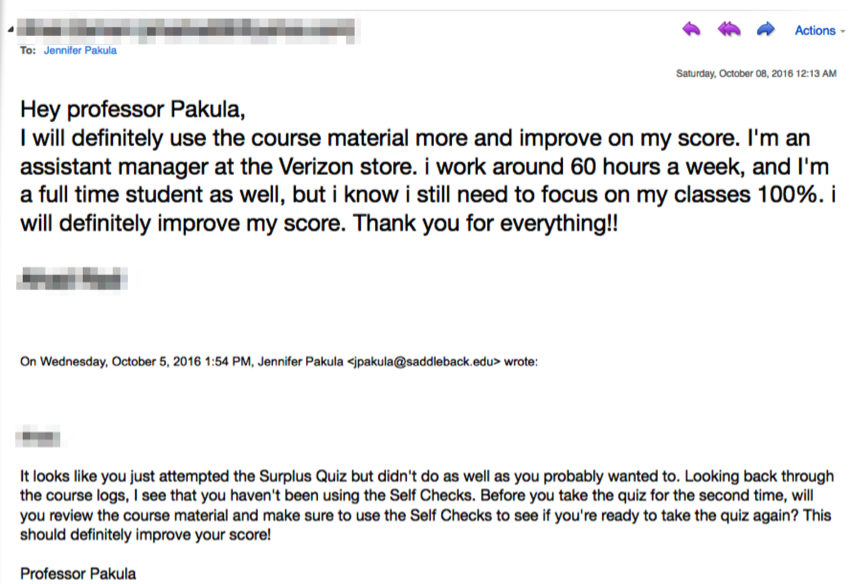 To: Jennifer Pakula
Actions
Saturday, October 08, 2016 12:13 AM
Hey professor Pakula,
I will definitely use the course material more and improve on my score. I'm an
assistant manager at the Verizon store. i work around 60 hours a week, and I'm
a full time student as well, but i know i still need to focus on my classes 100%. i
will definitely improve my score. Thank you for everything!!
On Wednesday, October 5, 2016 1:54 PM, Jennifer Pakula <jpakula@saddleback.edu> wrote:
It looks like you just attempted the Surplus Quiz but didn't do as well as you probably wanted to. Looking back through
the course logs, I see that you haven't been using the Self Checks. Before you take the quiz for the second time, will
you review the course material and make sure to use the Self Checks to see if you're ready to take the quiz again? This
should definitely improve your score!
Professor Pakula